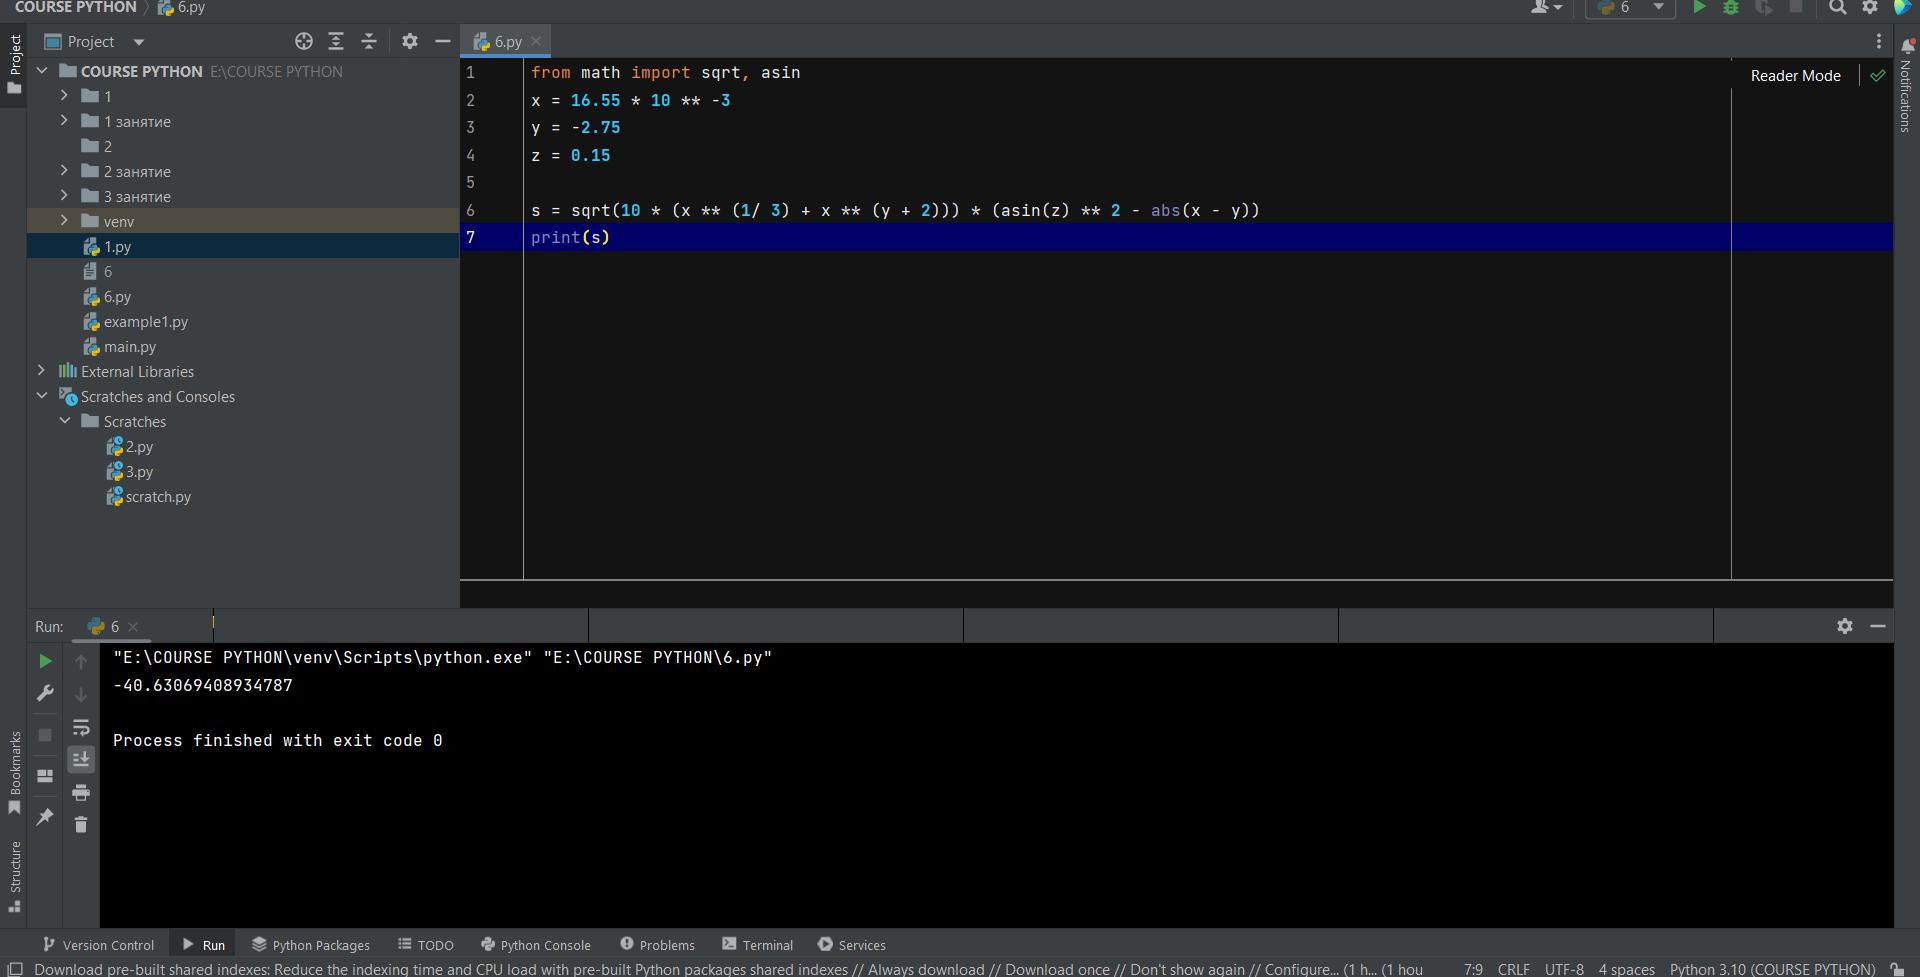 COURSE PYTHON 6.py
6
Project
Project
COURSE PYTHON E:\COURSE PYTHON
1
1 занятие
2
2 занятие
3 занятие
venv
1.py
6
6.py
example1.py
main.py
External Libraries
Scratches and Consoles
Scratches
2.py
3.py
scratch.py
6.py
1 from math import sqrt, asin
2 x = 16.55 * 10 ** -3
3 y = -2.75
4 z = 0.15
5
6 s = sqrt(10 * (x ** (1/ 3) + x ** (y + 2))) * (asin(z) ** 2 - abs(x - y))
7 print(s)
Reader Mode
Notifications
Run: 6
"E:\COURSE PYTHON\venv\Scripts\python.exe" "E:\COURSE PYTHON\6.py"
-40.63069408934787
Process finished with exit code 0
Bookmarks
Structure
Version Control Run Python Packages TODO Python Console Problems Terminal Services
Download pre-built shared indexes: Reduce the indexing time and CPU load with pre-built Python packages shared indexes // Always download // Download once // Don't show again // Configure... (1 h... (1 hou 7:9 CRLF UTF-8 4 spaces Python 3.10 (COURSE PYTHON)